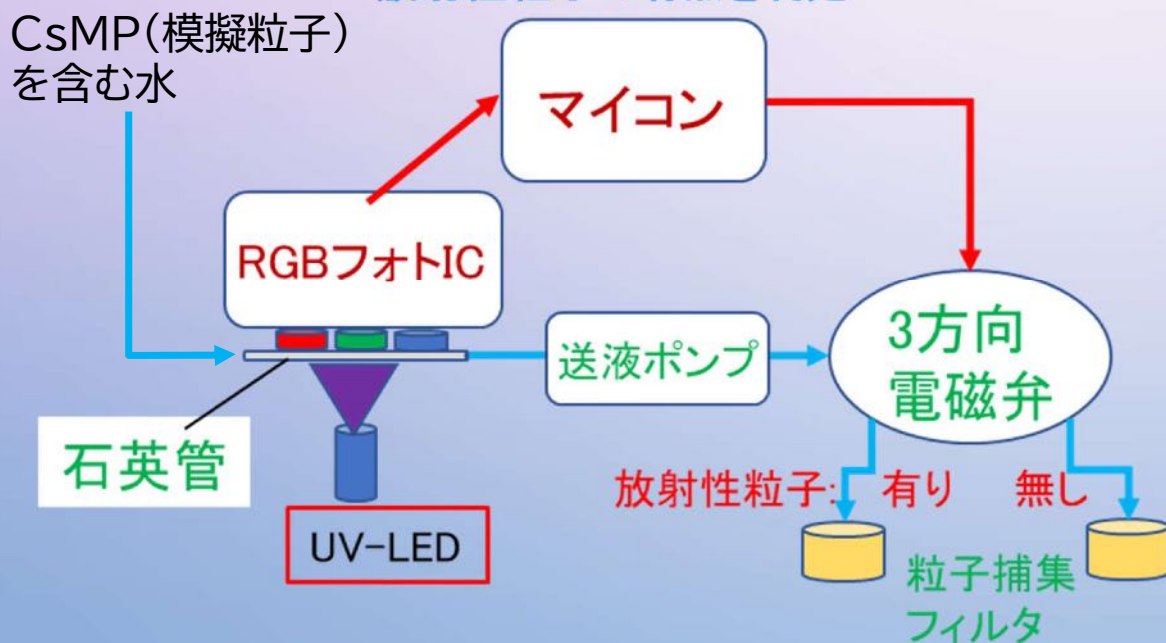 CsMP(模擬粒子)
を含む水
マイコン
RGBフォトIC
送液ポンプ
3方向
電磁弁
石英管
UV-LED
放射性粒子: 有り 無し
粒子捕集
フィルタ